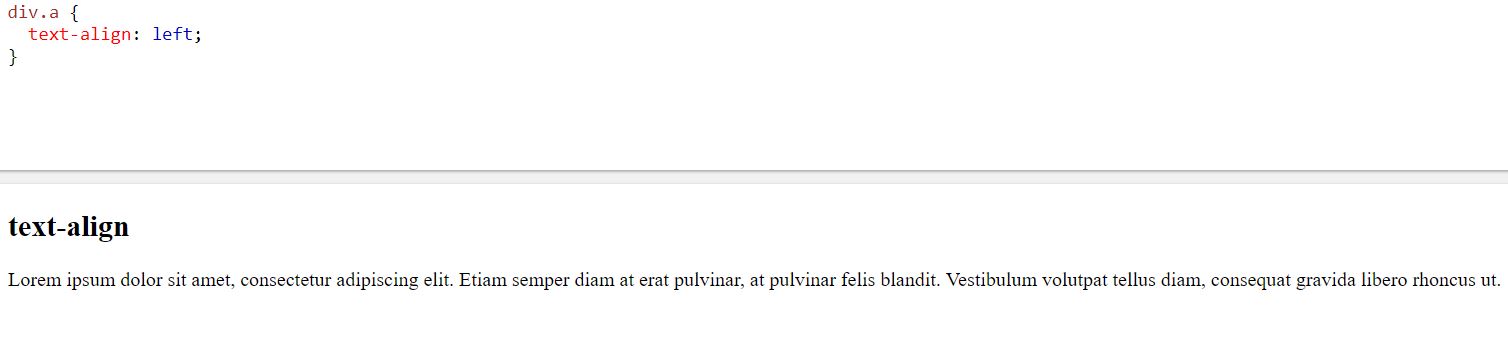 div.a {
  text-align: left;
}
text-align
Lorem ipsum dolor sit amet, consectetur adipiscing elit. Etiam semper diam at erat pulvinar, at pulvinar felis blandit. Vestibulum volutpat tellus diam, consequat gravida libero rhoncus ut.